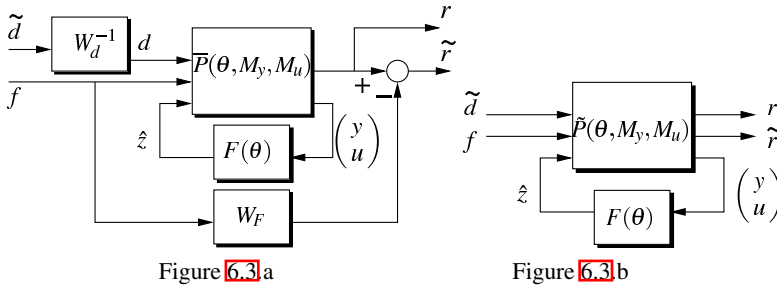 r
d̃
W_d^{-1}
d
P̅(θ, M_y, M_u)
r̃
+
−
f
ẑ
F(θ)
(y
u)
W_F
Figure 6.3.a
d̃
f
P̃(θ, M_y, M_u)
r
r̃
ẑ
F(θ)
(y
u)
Figure 6.3.b